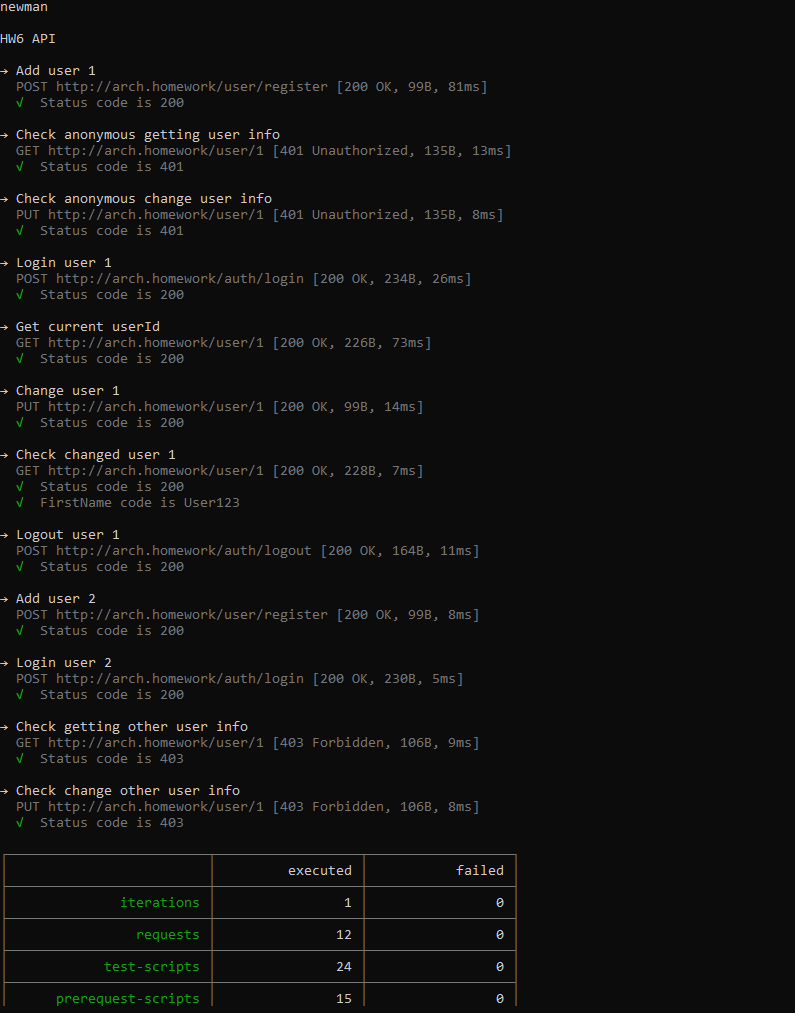 newman
HW6 API
→ Add user 1
POST http://arch.homework/user/register [200 OK, 99B, 81ms]
√ Status code is 200
→ Check anonymous getting user info
GET http://arch.homework/user/1 [401 Unauthorized, 135B, 13ms]
√ Status code is 401
→ Check anonymous change user info
PUT http://arch.homework/user/1 [401 Unauthorized, 135B, 8ms]
√ Status code is 401
→ Login user 1
POST http://arch.homework/auth/login [200 OK, 234B, 26ms]
√ Status code is 200
→ Get current userId
GET http://arch.homework/user/1 [200 OK, 226B, 73ms]
√ Status code is 200
→ Change user 1
PUT http://arch.homework/user/1 [200 OK, 99B, 14ms]
√ Status code is 200
→ Check changed user 1
GET http://arch.homework/user/1 [200 OK, 228B, 7ms]
√ Status code is 200
√ FirstName code is User123
→ Logout user 1
POST http://arch.homework/auth/logout [200 OK, 164B, 11ms]
√ Status code is 200
→ Add user 2
POST http://arch.homework/user/register [200 OK, 99B, 8ms]
√ Status code is 200
→ Login user 2
POST http://arch.homework/auth/login [200 OK, 230B, 5ms]
√ Status code is 200
→ Check getting other user info
GET http://arch.homework/user/1 [403 Forbidden, 106B, 9ms]
√ Status code is 403
→ Check change other user info
PUT http://arch.homework/user/1 [403 Forbidden, 106B, 8ms]
√ Status code is 403
executed failed
iterations 1 0
requests 12 0
test-scripts 24 0
prerequest-scripts 15 0